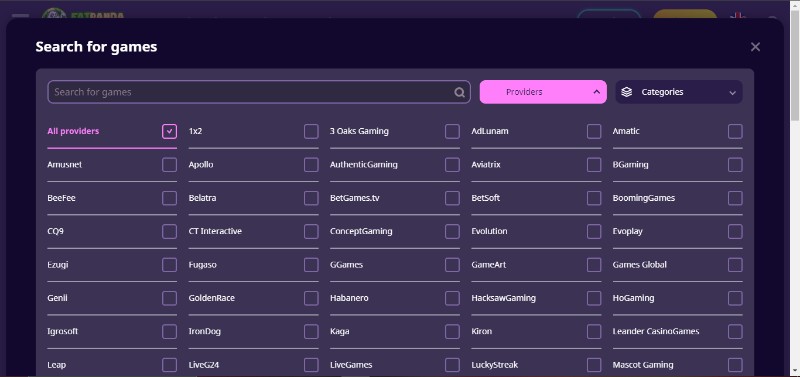 FATPANDA
Search for games
Search for games
Providers
Categories
All providers
1x2
3 Oaks Gaming
AdLunam
Amatic
Amusnet
Apollo
AuthenticGaming
Aviatrix
BGaming
BeeFee
Belatra
BetGames.tv
BetSoft
BoomingGames
CQ9
CT Interactive
ConceptGaming
Evolution
Evoplay
Ezugi
Fugaso
GGames
GameArt
Games Global
Genii
GoldenRace
Habanero
HacksawGaming
HoGaming
Igrosoft
IronDog
Kaga
Kiron
Leander CasinoGames
Leap
LiveG24
LiveGames
LuckyStreak
Mascot Gaming